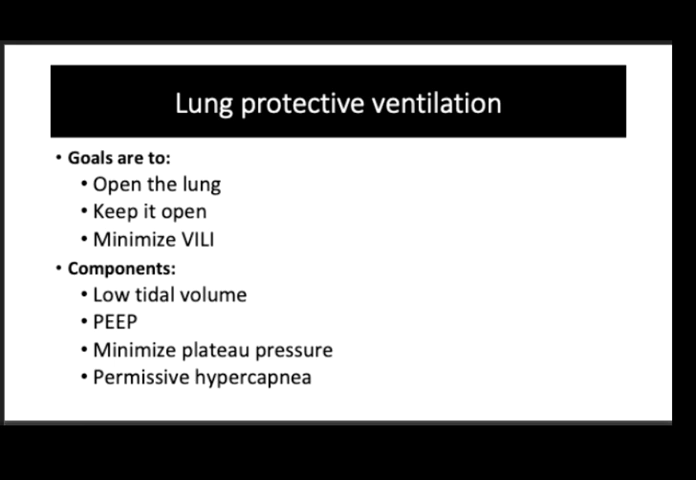 Lung protective ventilation
• Goals are to:
• Open the lung
• Keep it open
• Minimize VILI
• Components:
• Low tidal volume
• PEEP
• Minimize plateau pressure
• Permissive hypercapnea